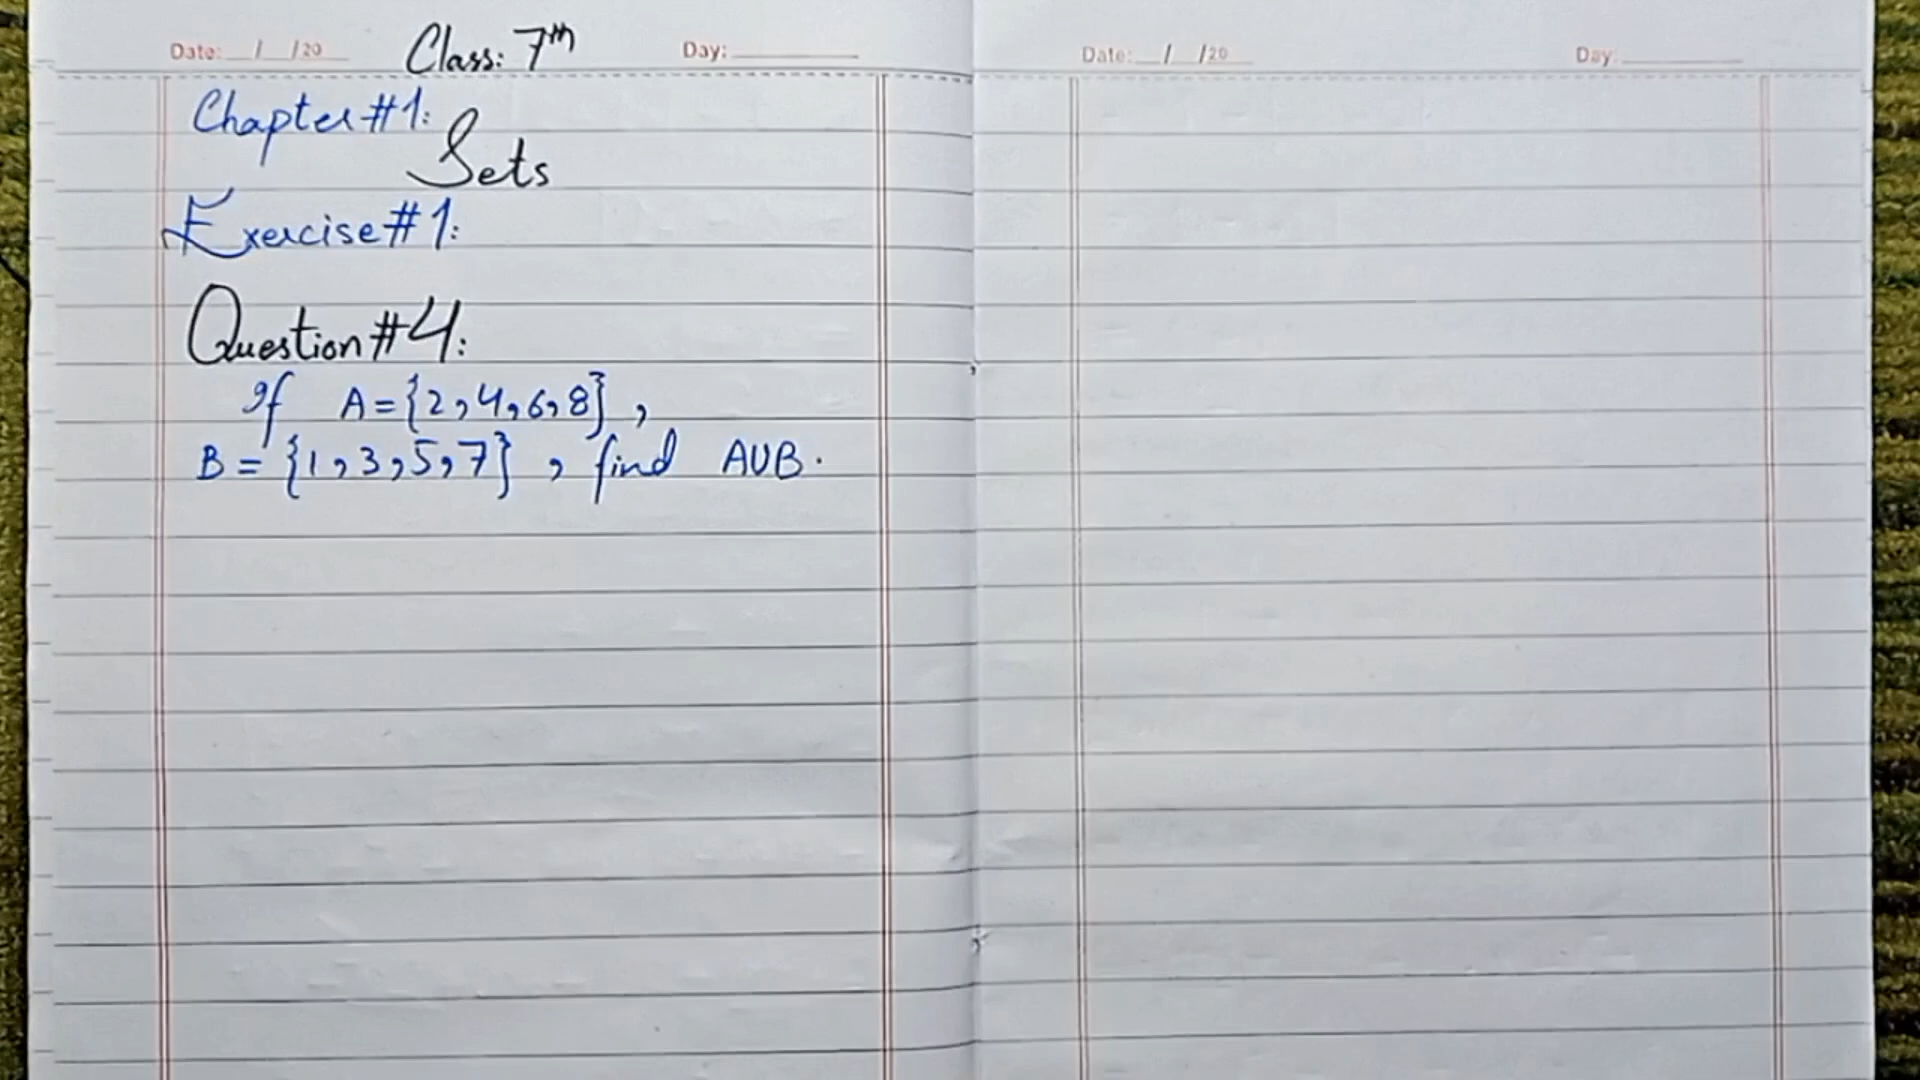 Date: / /20 Class: 7th Day:
Chapter #1:
Sets
Exercise #1:
Question #4:
If A={2,4,6,8},
B={1,3,5,7}, find A∪B.
Date: / /20 Day: